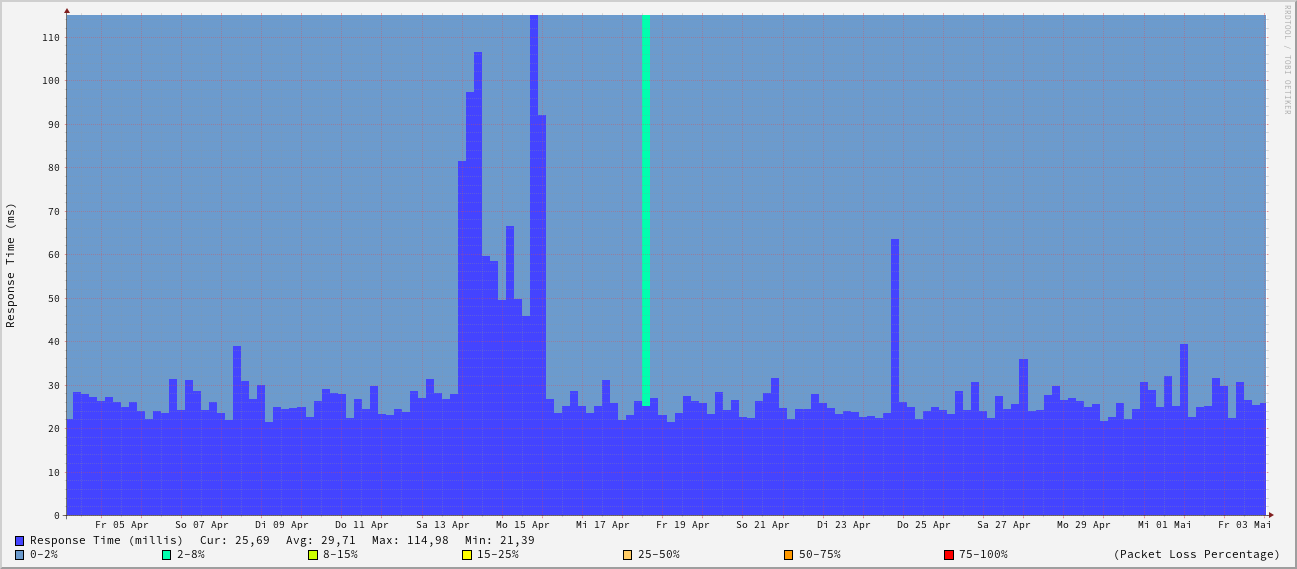 RRDTOOL / TOBI OETIKER
Response Time (ms)
110
100
90
80
70
60
50
40
30
20
10
0
Fr 05 Apr So 07 Apr Di 09 Apr Do 11 Apr Sa 13 Apr Mo 15 Apr Mi 17 Apr Fr 19 Apr So 21 Apr Di 23 Apr Do 25 Apr Sa 27 Apr Mo 29 Apr Mi 01 Mai Fr 03 Mai
Response Time (millis) Cur: 25,69 Avg: 29,71 Max: 114,98 Min: 21,39
0-2% 2-8% 8-15% 15-25% 25-50% 50-75% 75-100% (Packet Loss Percentage)